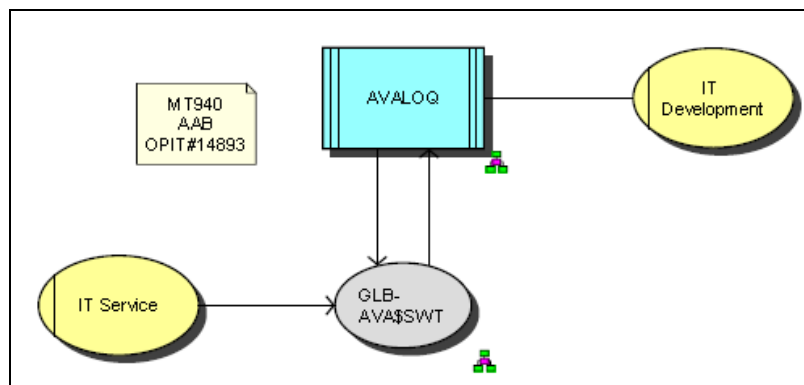 AVALOQ
IT
Development
MT940
AAB
OPIT#14893
IT Service
GLB-
AVA$SWT